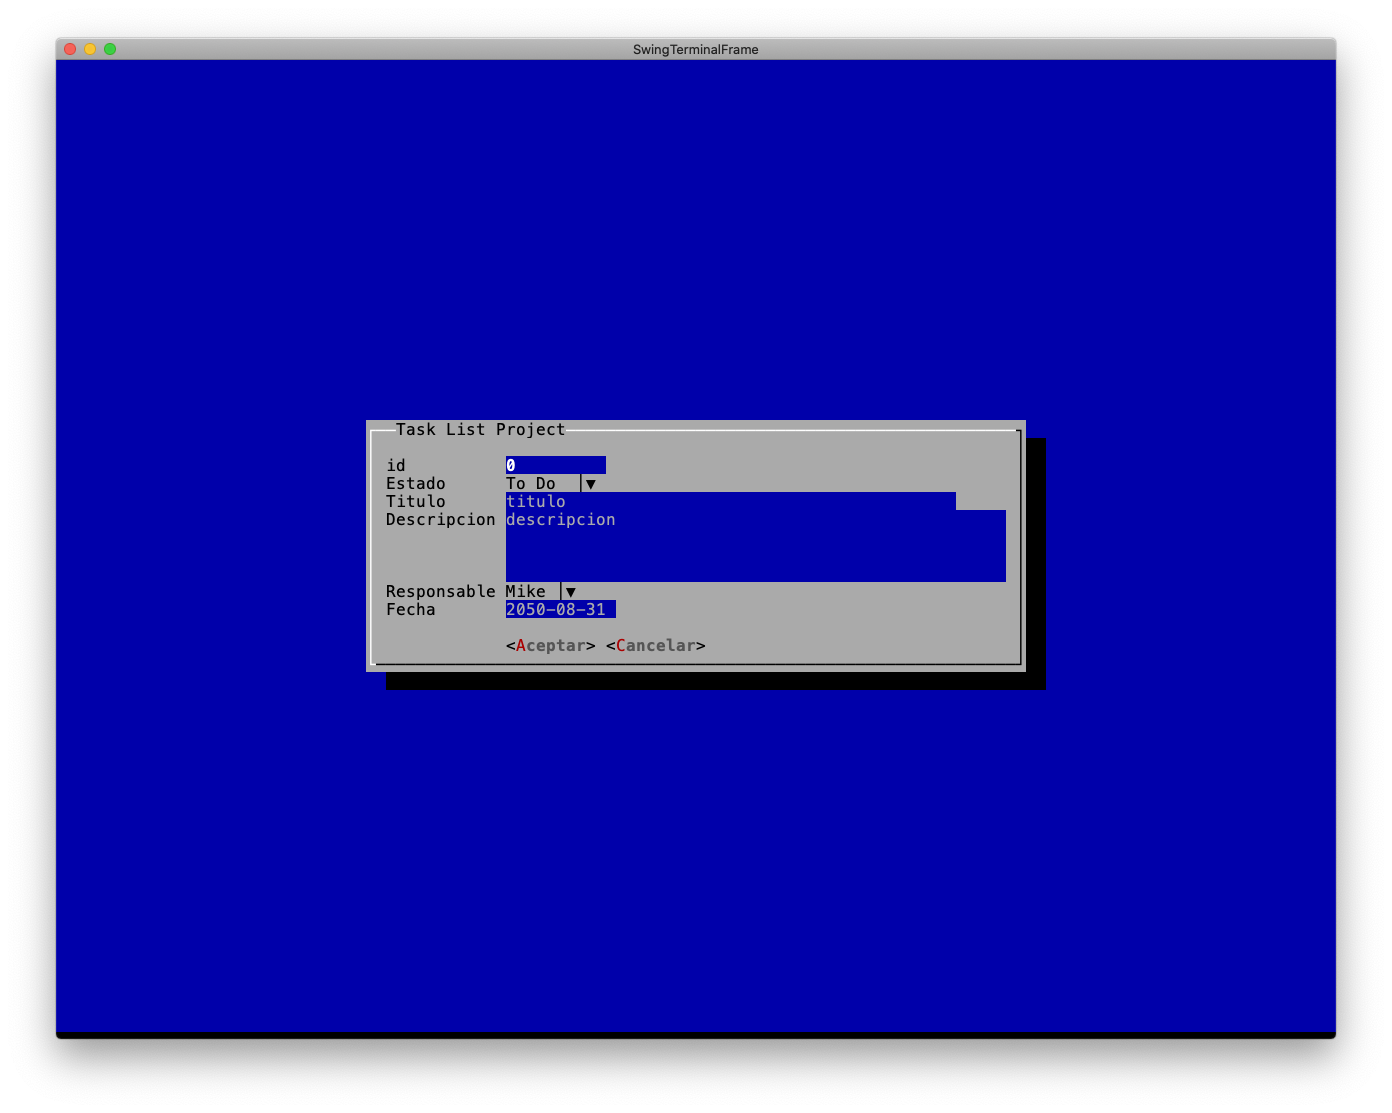 SwingTerminalFrame
Task List Project
id 0
Estado To Do ▼
Titulo titulo
Descripcion descripcion
Responsable Mike ▼
Fecha 2050-08-31
<Aceptar> <Cancelar>